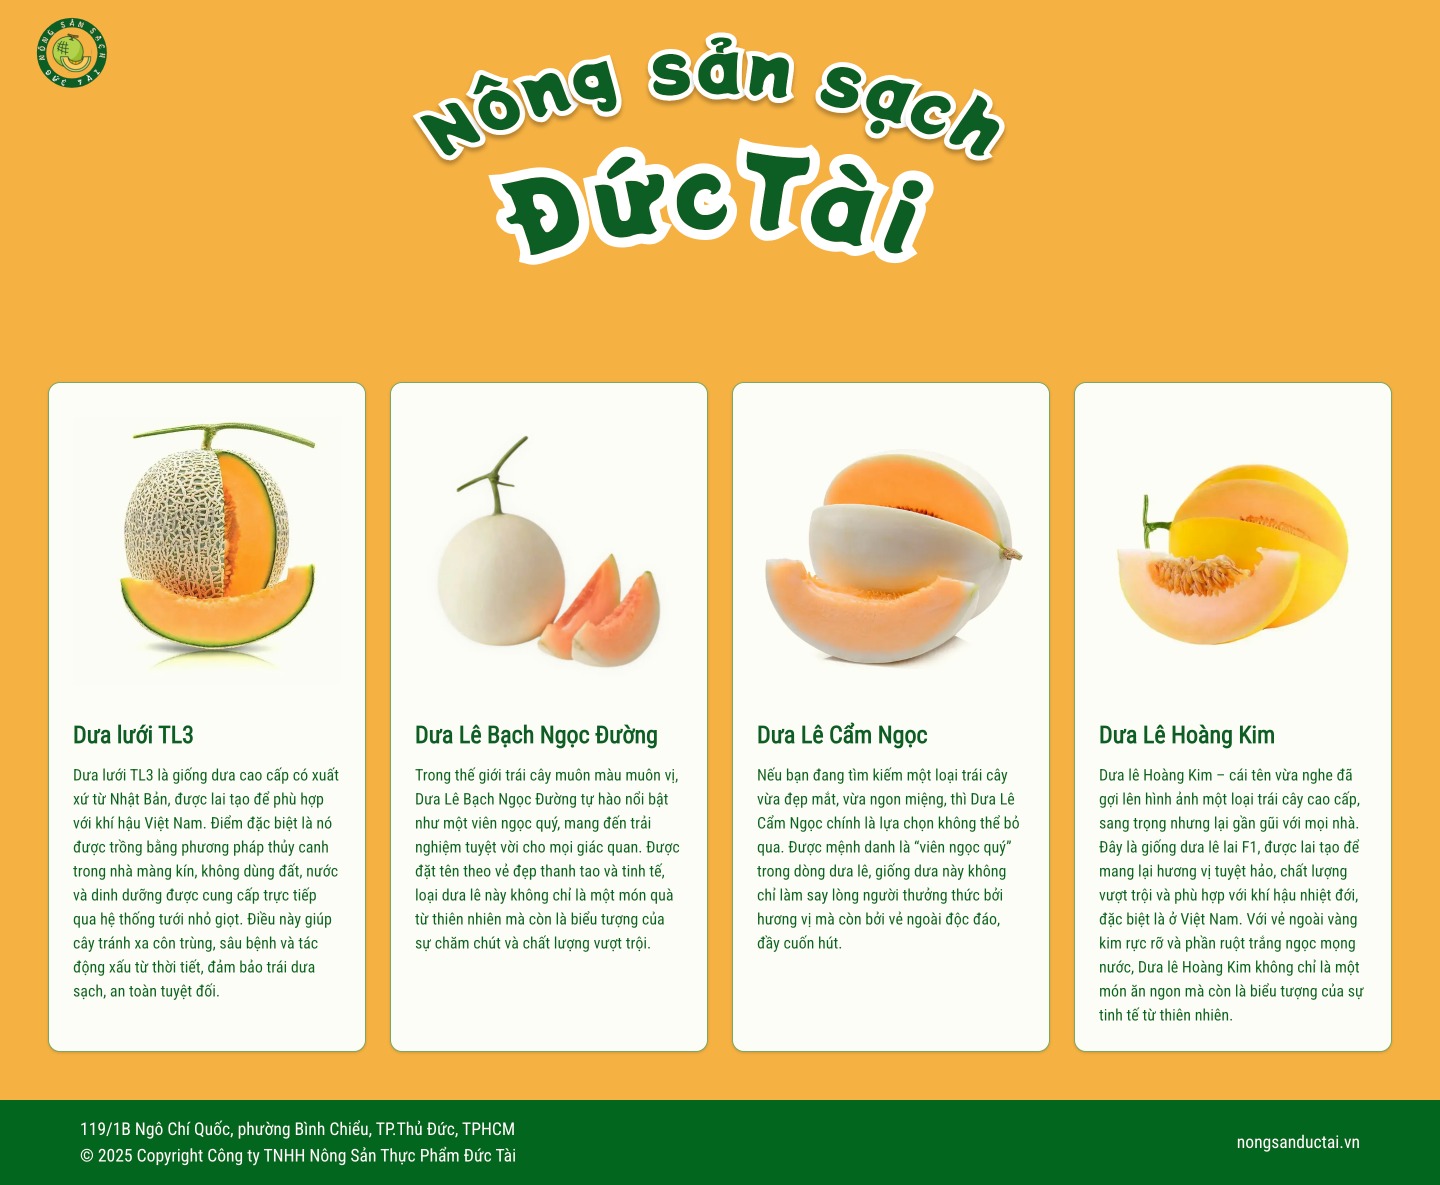 NÔNG SẢN SẠCH
ĐỨC TÀI
Nông sản sạch
Đức Tài
Dưa lưới TL3
Dưa lưới TL3 là giống dưa cao cấp có xuất
xứ từ Nhật Bản, được lai tạo để phù hợp
với khí hậu Việt Nam. Điểm đặc biệt là nó
được trồng bằng phương pháp thủy canh
trong nhà màng kín, không dùng đất, nước
và dinh dưỡng được cung cấp trực tiếp
qua hệ thống tưới nhỏ giọt. Điều này giúp
cây tránh xa côn trùng, sâu bệnh và tác
động xấu từ thời tiết, đảm bảo trái dưa
sạch, an toàn tuyệt đối.
Dưa Lê Bạch Ngọc Đường
Trong thế giới trái cây muôn màu muôn vị,
Dưa Lê Bạch Ngọc Đường tự hào nổi bật
như một viên ngọc quý, mang đến trải
nghiệm tuyệt vời cho mọi giác quan. Được
đặt tên theo vẻ đẹp thanh tao và tinh tế,
loại dưa lê này không chỉ là một món quà
từ thiên nhiên mà còn là biểu tượng của
sự chăm chút và chất lượng vượt trội.
Dưa Lê Cẩm Ngọc
Nếu bạn đang tìm kiếm một loại trái cây
vừa đẹp mắt, vừa ngon miệng, thì Dưa Lê
Cẩm Ngọc chính là lựa chọn không thể bỏ
qua. Được mệnh danh là “viên ngọc quý”
trong dòng dưa lê, giống dưa này không
chỉ làm say lòng người thưởng thức bởi
hương vị mà còn bởi vẻ ngoài độc đáo,
đầy cuốn hút.
Dưa Lê Hoàng Kim
Dưa lê Hoàng Kim – cái tên vừa nghe đã
gợi lên hình ảnh một loại trái cây cao cấp,
sang trọng nhưng lại gần gũi với mọi nhà.
Đây là giống dưa lê lai F1, được lai tạo để
mang lại hương vị tuyệt hảo, chất lượng
vượt trội và phù hợp với khí hậu nhiệt đới,
đặc biệt là ở Việt Nam. Với vẻ ngoài vàng
kim rực rỡ và phần ruột trắng ngọc mọng
nước, Dưa lê Hoàng Kim không chỉ là một
món ăn ngon mà còn là biểu tượng của sự
tinh tế từ thiên nhiên.
119/1B Ngô Chí Quốc, phường Bình Chiểu, TP.Thủ Đức, TPHCM
© 2025 Copyright Công ty TNHH Nông Sản Thực Phẩm Đức Tài
nongsanductai.vn